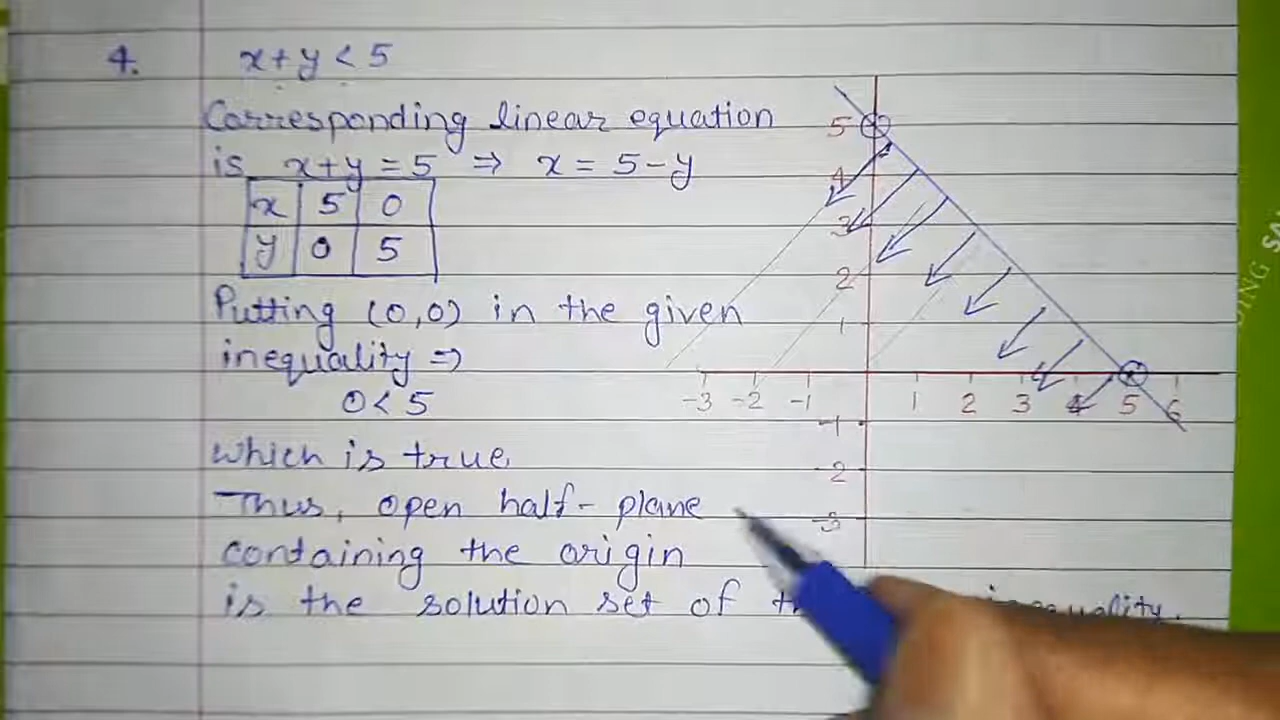 4. x+y<5
Corresponding linear equation
is x+y=5 ⇒ x=5-y
x 5 0
y 0 5
Putting (0,0) in the given
inequality ⇒
0<5
which is true
Thus, open half-plane
containing the origin
is the solution set of inequality.
5
4
3
2
1
-3 -2 -1 1 2 3 4 5 6
-1
-2
-3